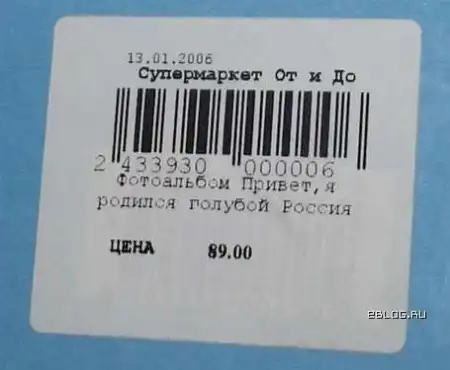 13.01.2006
Супермаркет От и До
2 433930 000006
Фотоальбом Привет,я
родился голубой Россия
ЦЕНА 89.00
eBLOG.RU